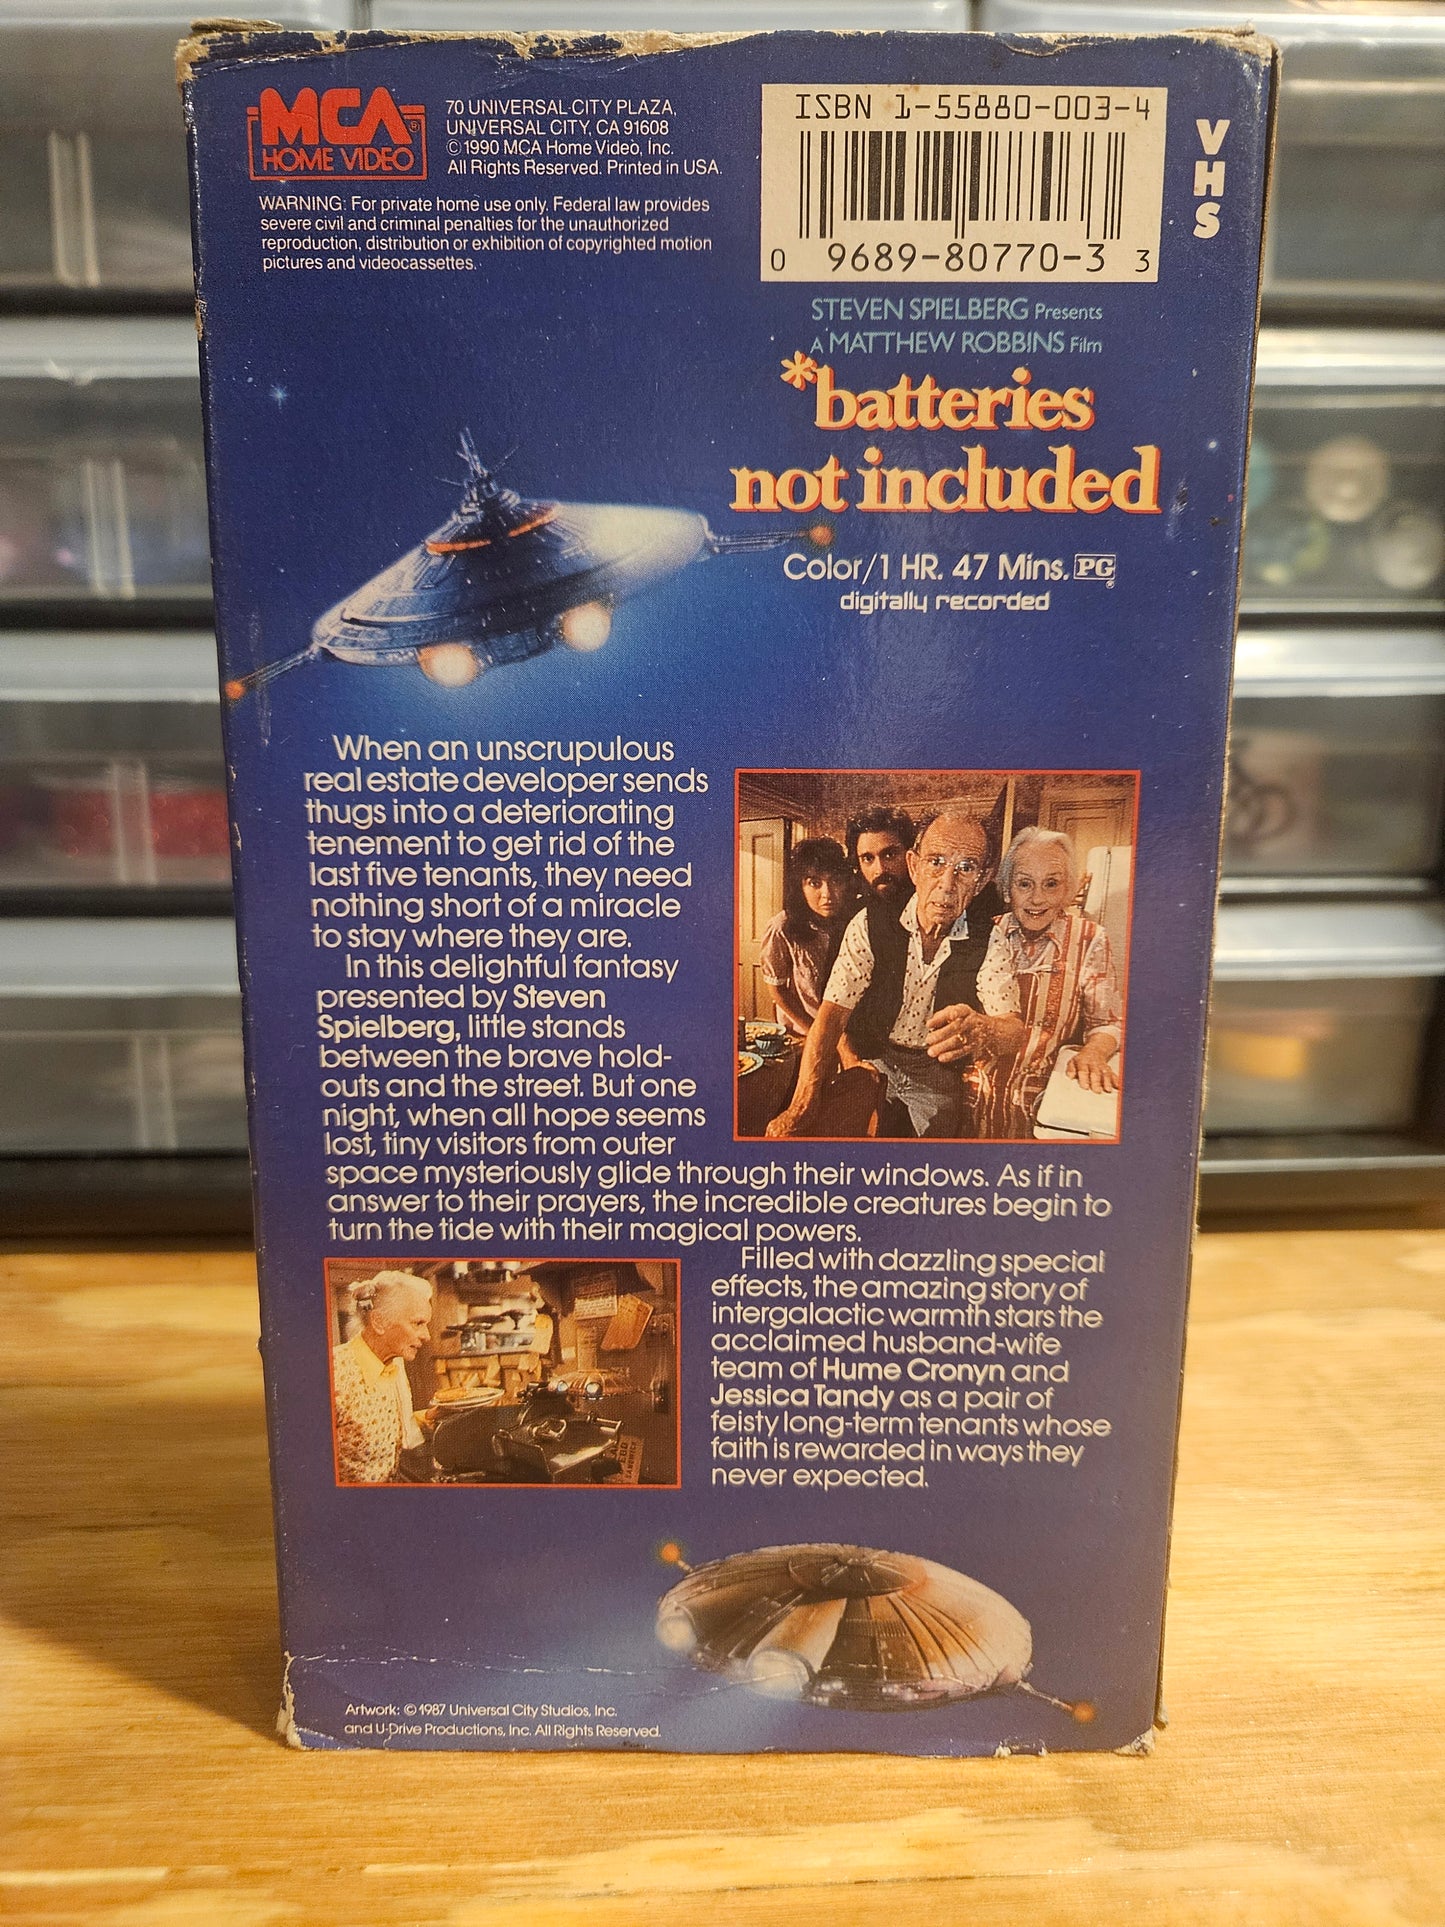 MCA
HOME VIDEO
70 UNIVERSAL CITY PLAZA,
UNIVERSAL CITY, CA 91608
© 1990 MCA Home Video, Inc.
All Rights Reserved. Printed in USA.
WARNING: For private home use only. Federal law provides
severe civil and criminal penalties for the unauthorized
reproduction, distribution or exhibition of copyrighted motion
pictures and videocassettes.
ISBN 1-55880-003-4
0 9689-80770-3 3
VHS
STEVEN SPIELBERG Presents
A MATTHEW ROBBINS Film
*batteries
not included
Color/1 HR. 47 Mins. PG
digitally recorded
When an unscrupulous
real estate developer sends
thugs into a deteriorating
tenement to get rid of the
last five tenants, they need
nothing short of a miracle
to stay where they are.
In this delightful fantasy
presented by Steven
Spielberg, little stands
between the brave hold-
outs and the street. But one
night, when all hope seems
lost, tiny visitors from outer
space mysteriously glide through their windows. As if in
answer to their prayers, the incredible creatures begin to
turn the tide with their magical powers.
Filled with dazzling special
effects, the amazing story of
intergalactic warmth stars the
acclaimed husband-wife
team of Hume Cronyn and
Jessica Tandy as a pair of
feisty long-term tenants whose
faith is rewarded in ways they
never expected.
Artwork: © 1987 Universal City Studios, Inc.
and U-Drive Productions, Inc. All Rights Reserved.